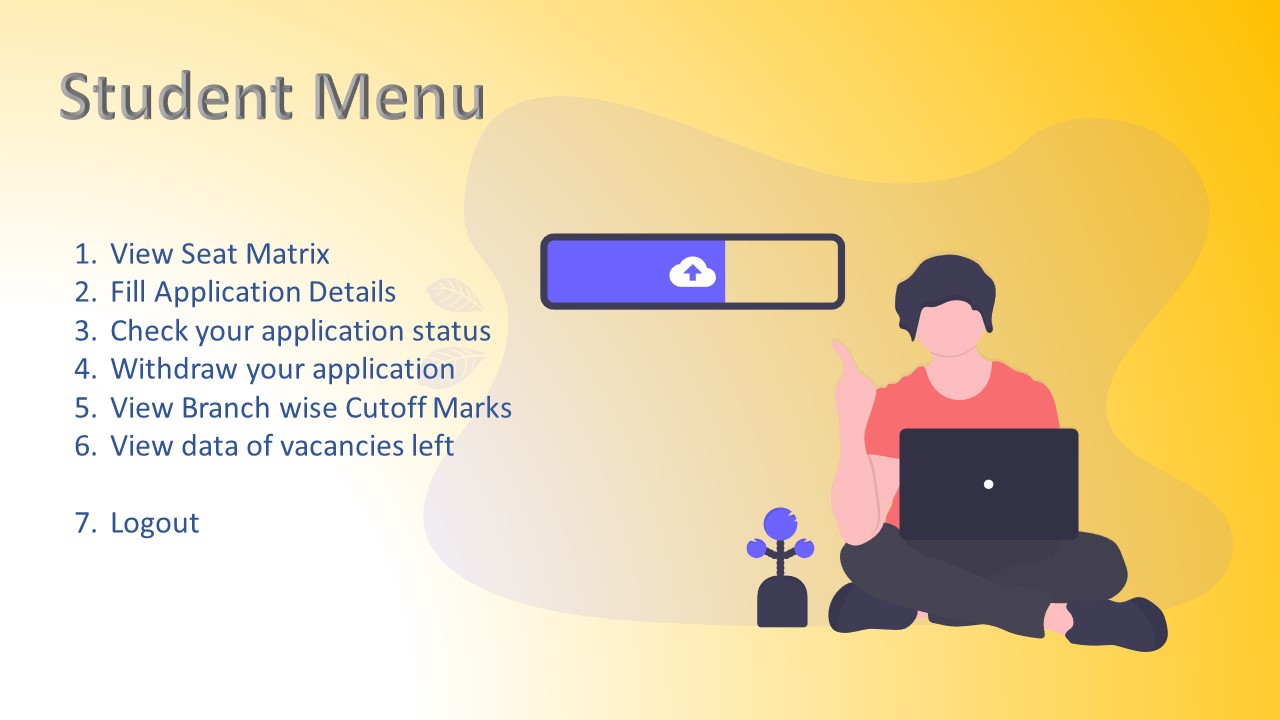 Student Menu
1. View Seat Matrix
2. Fill Application Details
3. Check your application status
4. Withdraw your application
5. View Branch wise Cutoff Marks
6. View data of vacancies left
7. Logout